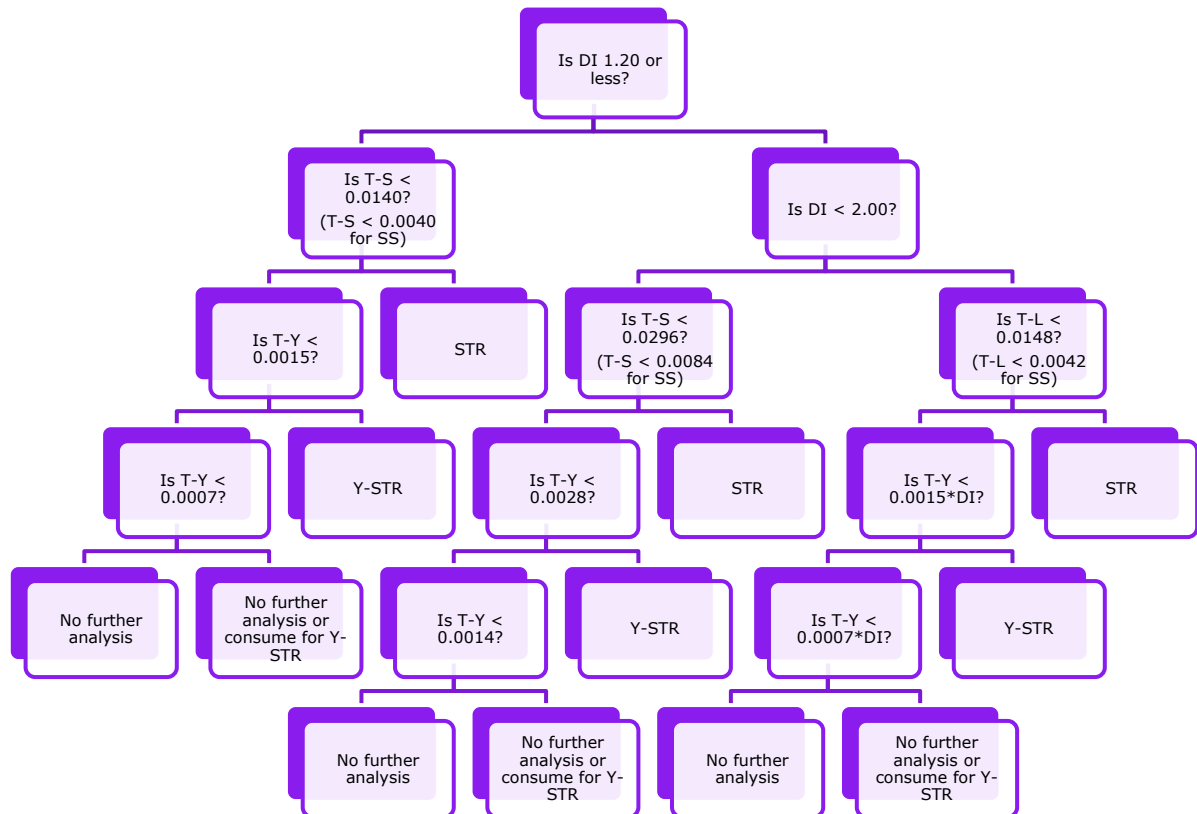 Is DI 1.20 or
less?
Is T-S <
0.0140?
(T-S < 0.0040
for SS)
Is DI < 2.00?
Is T-Y <
0.0015?
STR
Is T-S <
0.0296?
(T-S < 0.0084
for SS)
Is T-L <
0.0148?
(T-L < 0.0042
for SS)
Is T-Y <
0.0007?
Y-STR
Is T-Y <
0.0028?
STR
Is T-Y <
0.0015*DI?
STR
No further
analysis
No further
analysis or
consume for Y-
STR
Is T-Y <
0.0014?
Y-STR
Is T-Y <
0.0007*DI?
Y-STR
No further
analysis
No further
analysis or
consume for Y-
STR
No further
analysis
No further
analysis or
consume for Y-
STR